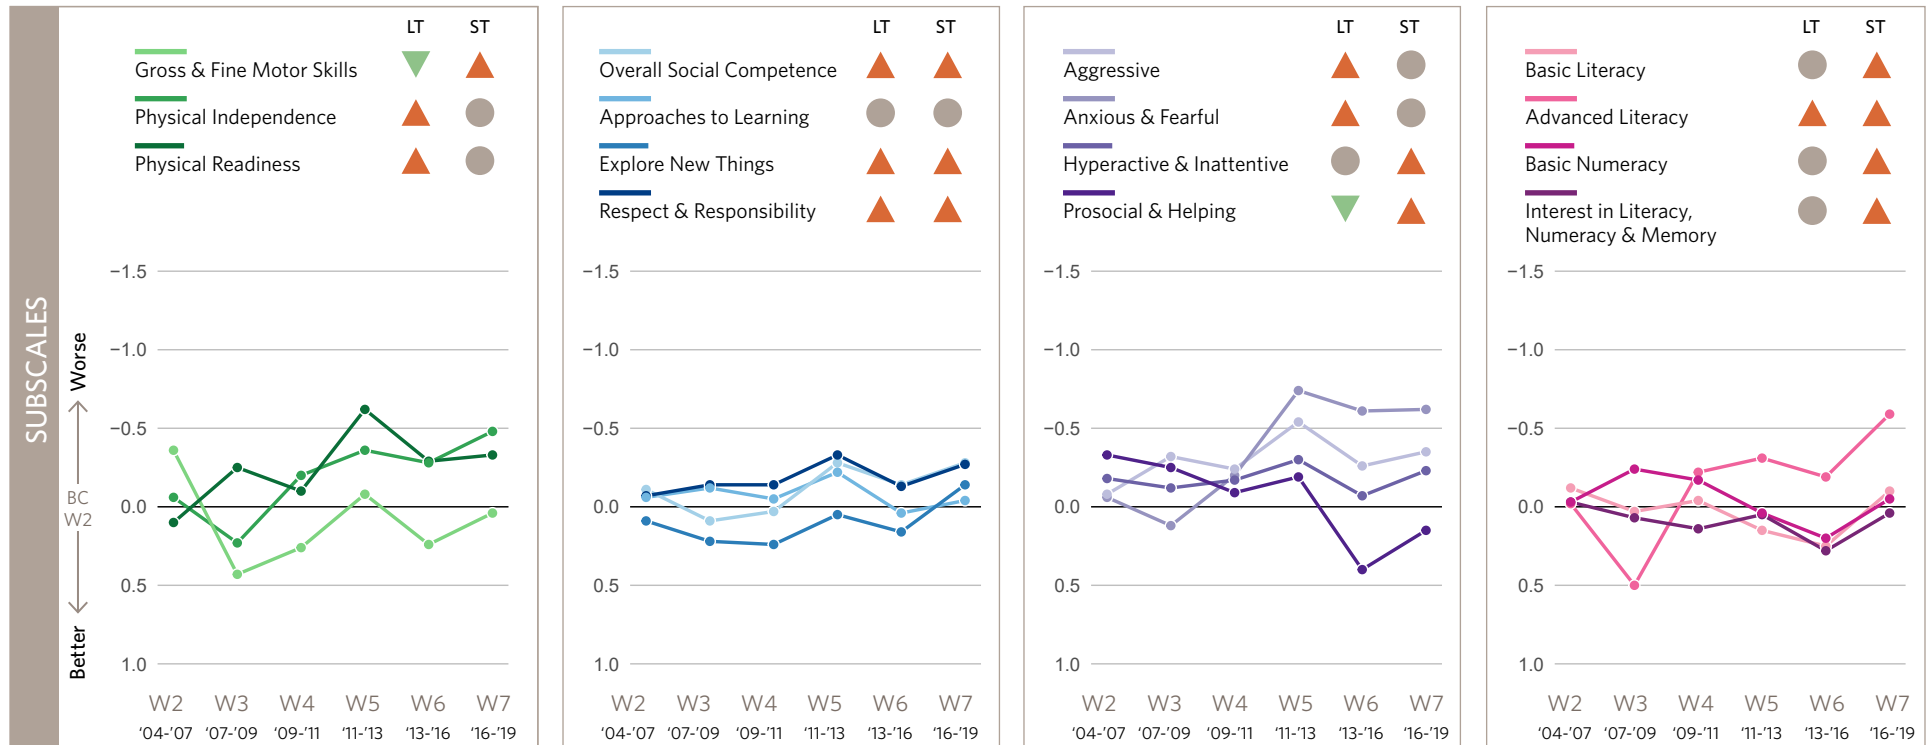 SUBSCALES
Worse
BC
W2
Better
LT ST
Gross & Fine Motor Skills
Physical Independence
Physical Readiness
−1.5
−1.0
−0.5
0.0
0.5
1.0
W2 W3 W4 W5 W6 W7
‘04-’07 ‘07-’09 ‘09-’11 ‘11-’13 ‘13-’16 ‘16-’19
LT ST
Overall Social Competence
Approaches to Learning
Explore New Things
Respect & Responsibility
−1.5
−1.0
−0.5
0.0
0.5
1.0
W2 W3 W4 W5 W6 W7
‘04-’07 ‘07-’09 ‘09-’11 ‘11-’13 ‘13-’16 ‘16-’19
LT ST
Aggressive
Anxious & Fearful
Hyperactive & Inattentive
Prosocial & Helping
−1.5
−1.0
−0.5
0.0
0.5
1.0
W2 W3 W4 W5 W6 W7
‘04-’07 ‘07-’09 ‘09-’11 ‘11-’13 ‘13-’16 ‘16-’19
LT ST
Basic Literacy
Advanced Literacy
Basic Numeracy
Interest in Literacy,
Numeracy & Memory
−1.5
−1.0
−0.5
0.0
0.5
1.0
W2 W3 W4 W5 W6 W7
‘04-’07 ‘07-’09 ‘09-’11 ‘11-’13 ‘13-’16 ‘16-’19